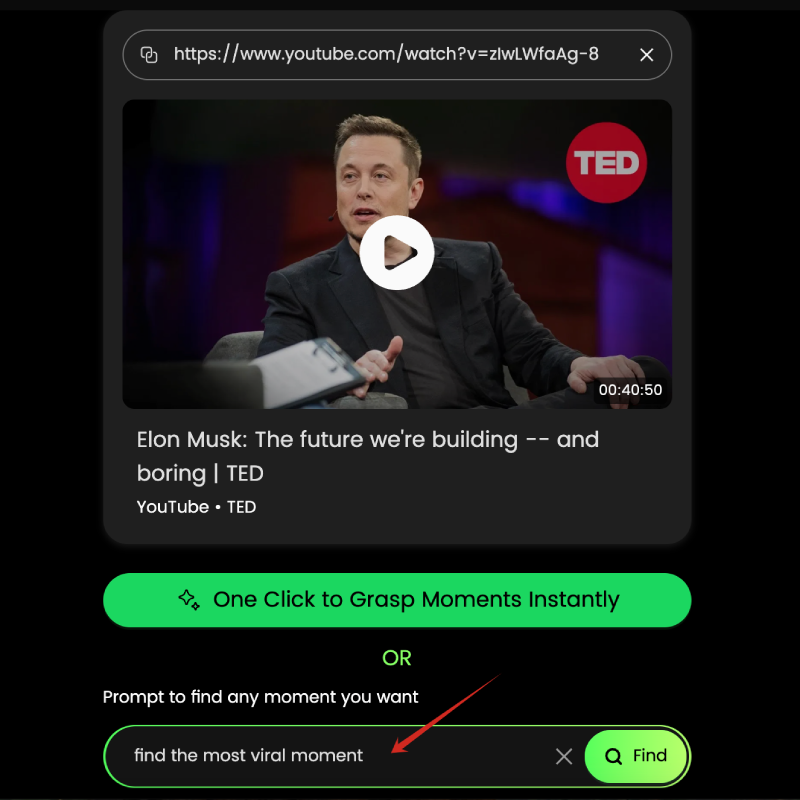 https://www.youtube.com/watch?v=zIwLWfaAg-8
TED
00:40:50
Elon Musk: The future we're building -- and
boring | TED
YouTube • TED
One Click to Grasp Moments Instantly
OR
Prompt to find any moment you want
find the most viral moment
Find